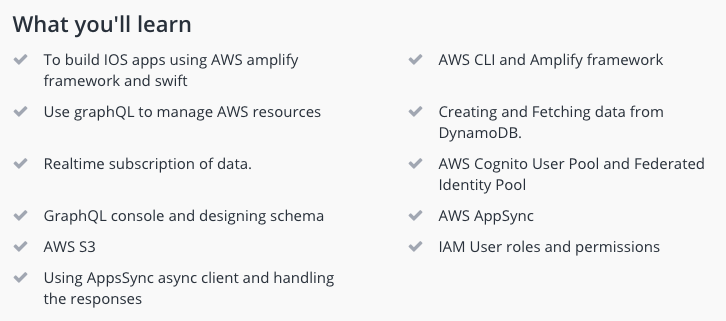 What you'll learn
To build IOS apps using AWS amplify
framework and swift
AWS CLI and Amplify framework
Use graphQL to manage AWS resources
Creating and Fetching data from
DynamoDB.
Realtime subscription of data.
AWS Cognito User Pool and Federated
Identity Pool
GraphQL console and designing schema
AWS AppSync
AWS S3
IAM User roles and permissions
Using AppsSync async client and handling
the responses